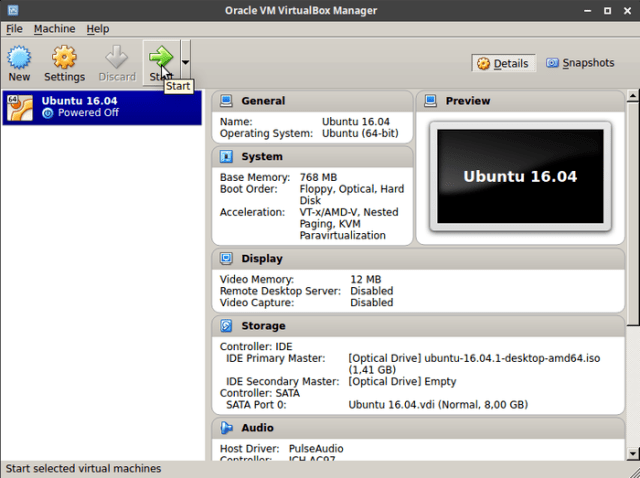 Oracle VM VirtualBox Manager
File Machine Help
New Settings Discard Start
Start
Details Snapshots
64
Ubuntu 16.04
Powered Off
General
Name: Ubuntu 16.04
Operating System: Ubuntu (64-bit)
System
Base Memory: 768 MB
Boot Order: Floppy, Optical, Hard
Disk
Acceleration: VT-x/AMD-V, Nested
Paging, KVM
Paravirtualization
Preview
Ubuntu 16.04
Display
Video Memory: 12 MB
Remote Desktop Server: Disabled
Video Capture: Disabled
Storage
Controller: IDE
IDE Primary Master: [Optical Drive] ubuntu-16.04.1-desktop-amd64.iso
(1,41 GB)
IDE Secondary Master: [Optical Drive] Empty
Controller: SATA
SATA Port 0: Ubuntu 16.04.vdi (Normal, 8,00 GB)
Audio
Host Driver: PulseAudio
Controller: ICH AC97
Start selected virtual machines